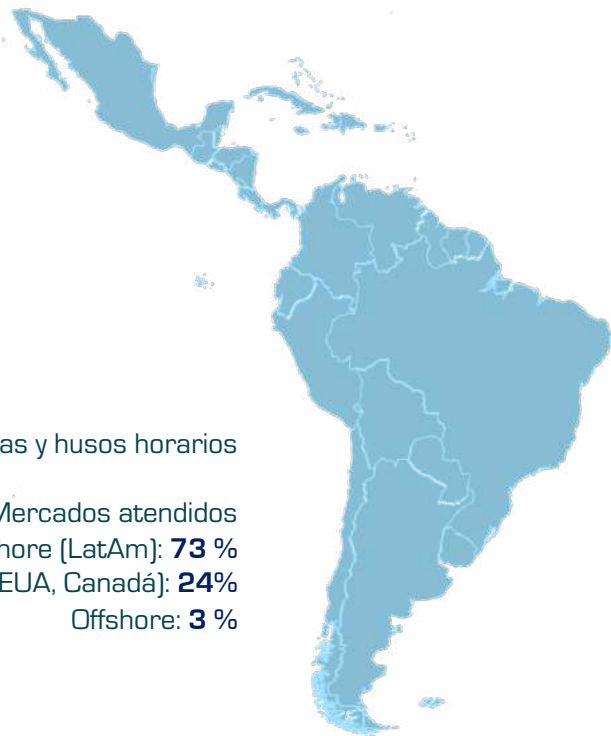 as y husos horarios
Mercados atendidos
hore (LatAm): 73 %
EUA, Canadá): 24%
Offshore: 3 %